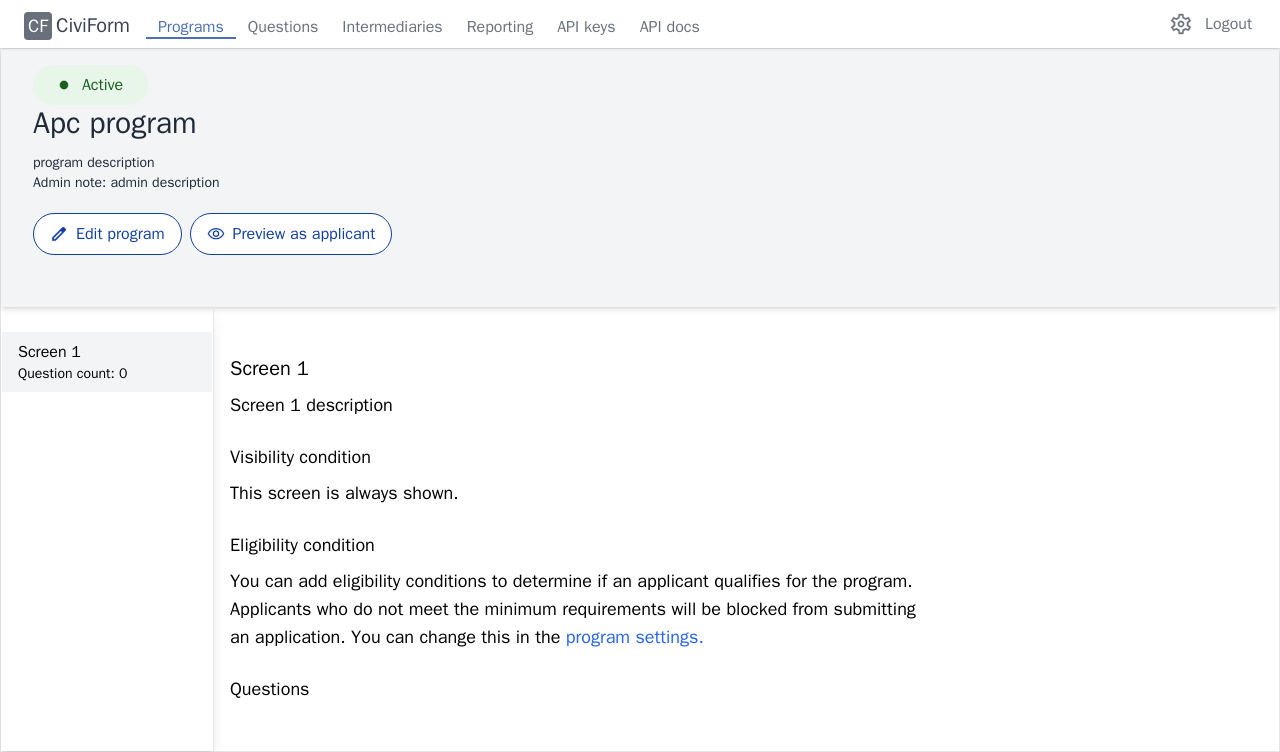 CF CiviForm Programs Questions Intermediaries Reporting API keys API docs Logout
Active
Apc program
program description
Admin note: admin description
Edit program Preview as applicant
Screen 1
Question count: 0
Screen 1
Screen 1 description
Visibility condition
This screen is always shown.
Eligibility condition
You can add eligibility conditions to determine if an applicant qualifies for the program.
Applicants who do not meet the minimum requirements will be blocked from submitting
an application. You can change this in the program settings.
Questions